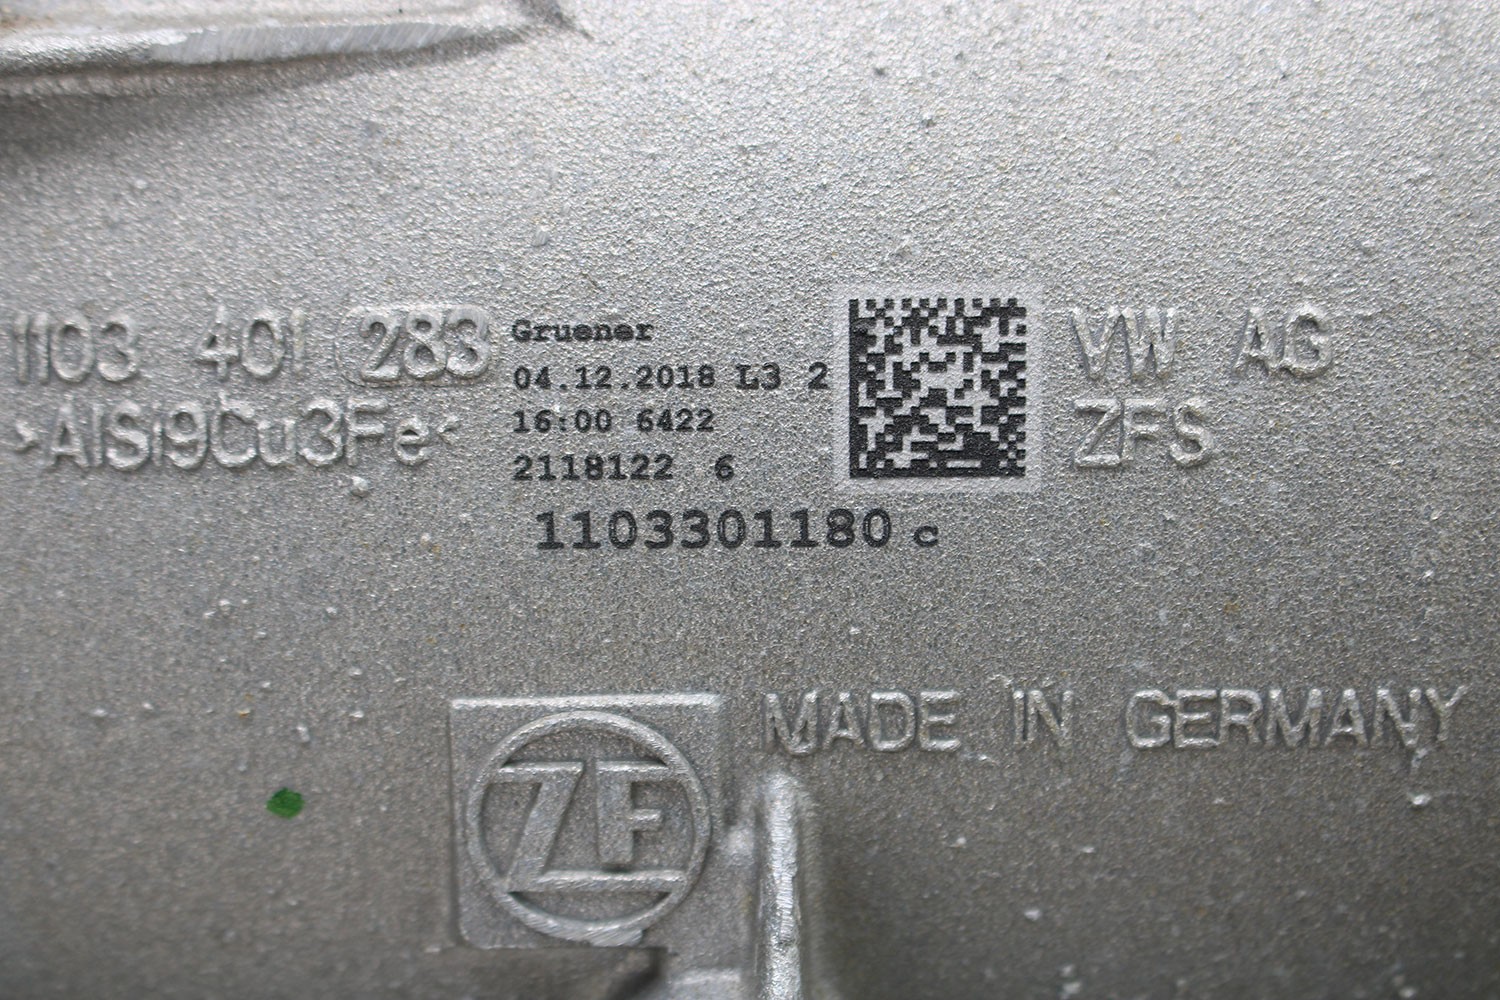 1103 401 283
>AlSi9Cu3Fe<
Gruener
04.12.2018 L3 2
16:00 6422
2118122 6
1103301180 c
VW AG
ZFS
MADE IN GERMANY
ZF